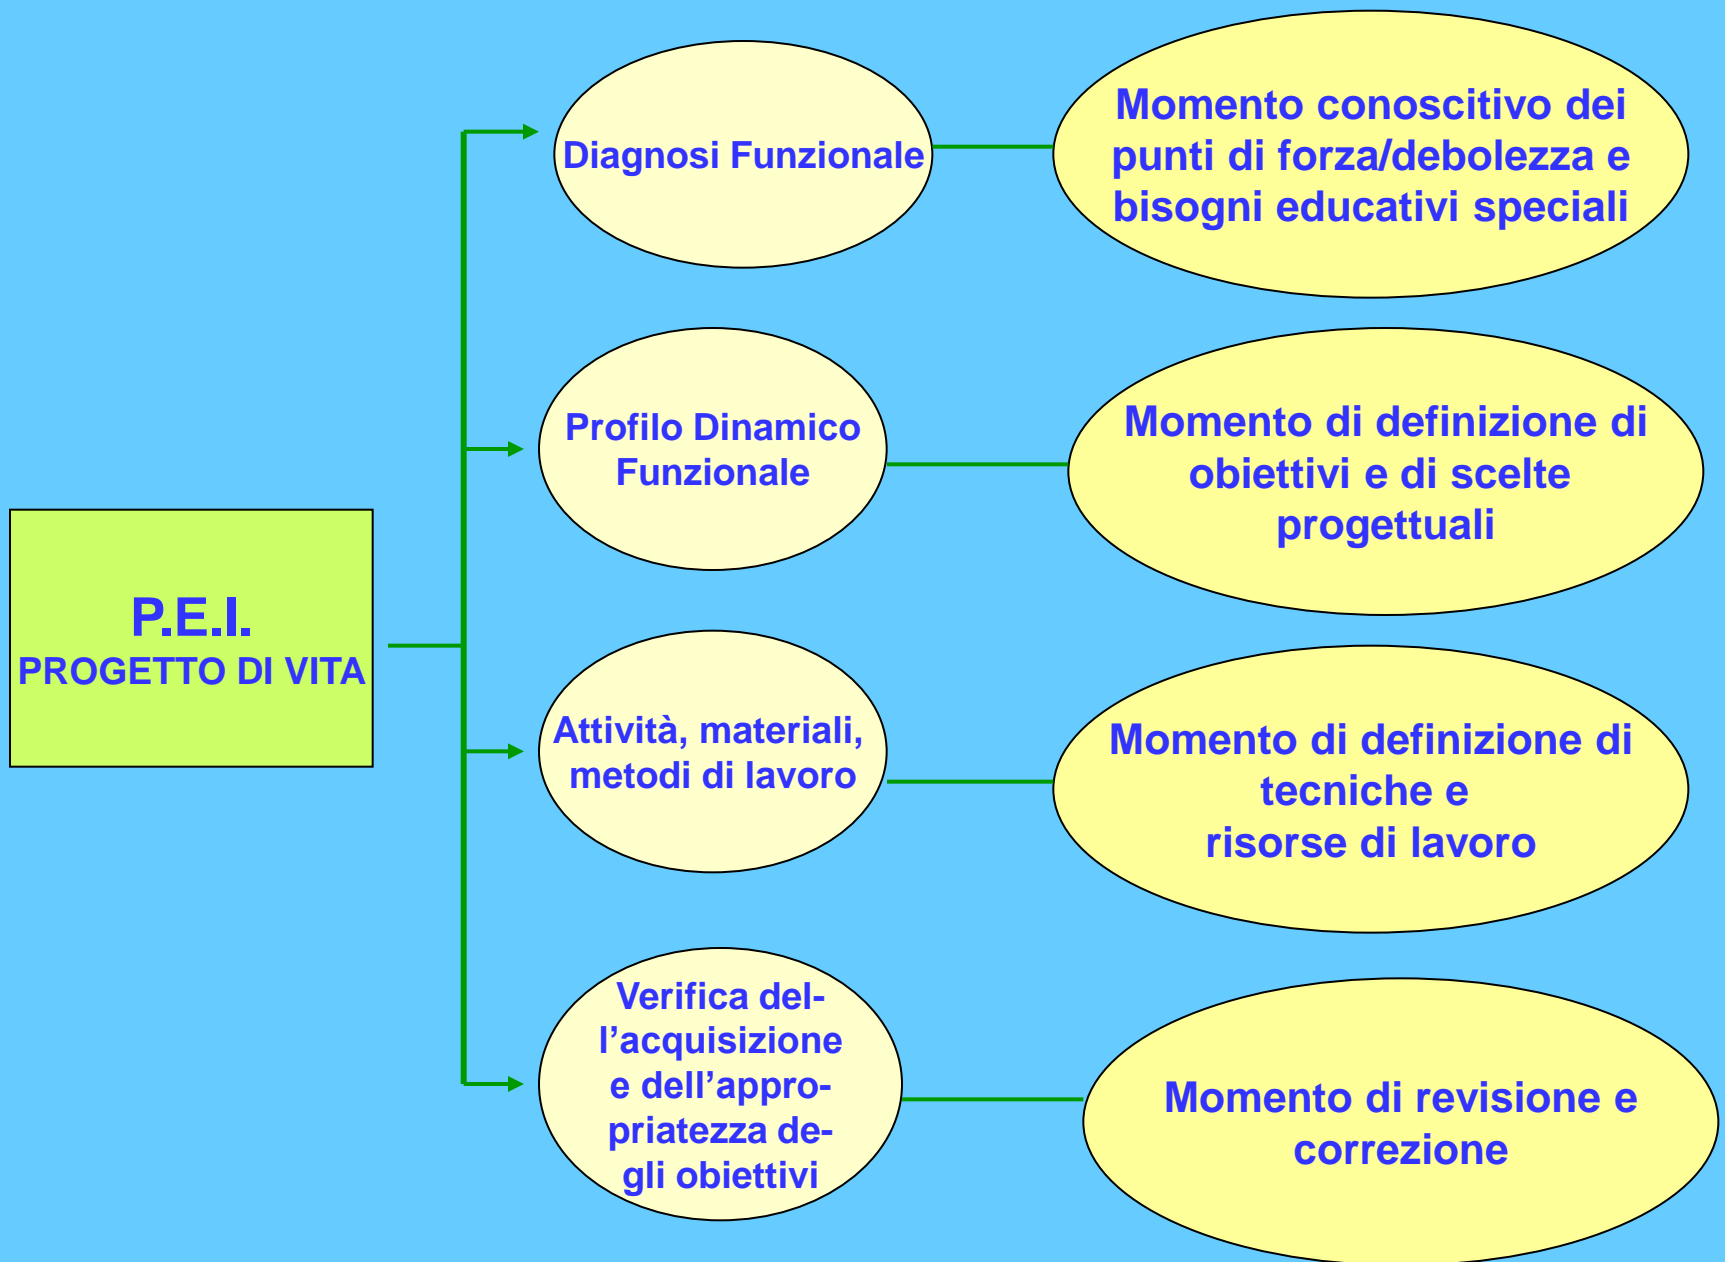 Diagnosi Funzionale
Momento conoscitivo dei
punti di forza/debolezza e
bisogni educativi speciali
Profilo Dinamico
Funzionale
Momento di definizione di
obiettivi e di scelte
progettuali
P.E.I.
PROGETTO DI VITA
Attività, materiali,
metodi di lavoro
Momento di definizione di
tecniche e
risorse di lavoro
Verifica del-
l’acquisizione
e dell’appro-
priatezza de-
gli obiettivi
Momento di revisione e
correzione